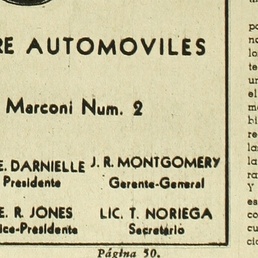 RE AUTOMOVILES
Marconi Num. 2
E. DARNIELLE J. R. MONTGOMERY
Presidente Gerente-General
E. R. JONES LIC. T. NORIEGA
ice-Presidente Secretario
Página 50.